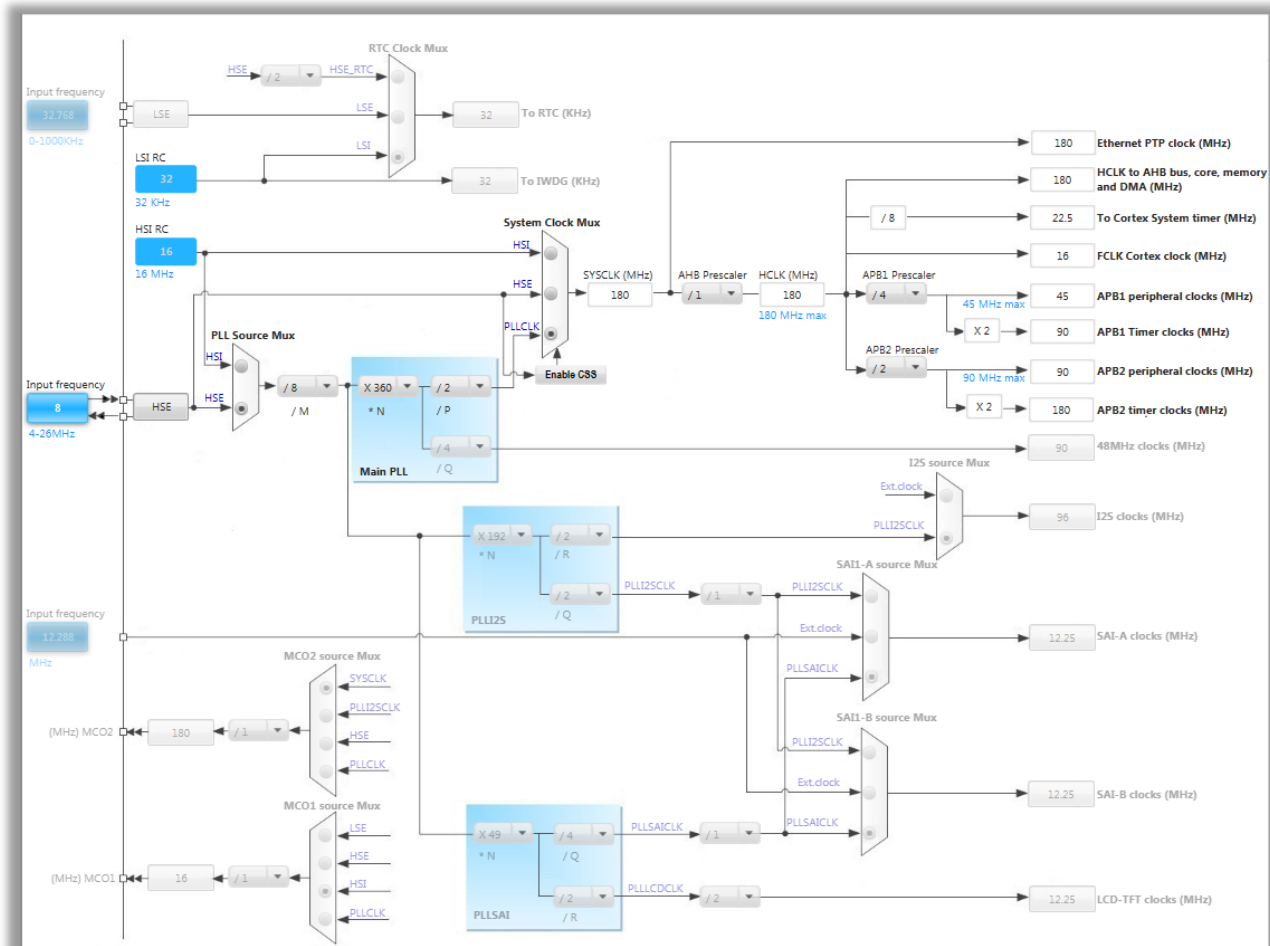 RTC Clock Mux
HSE
/ 2
HSE_RTC
Input frequency
32.768
0-1000KHz
LSE
LSE
32
To RTC (KHz)
LSI
LSI RC
32
32 KHz
32
To IWDG (KHz)
180
Ethernet PTP clock (MHz)
180
HCLK to AHB bus, core, memory
and DMA (MHz)
/ 8
22.5
To Cortex System timer (MHz)
HSI RC
16
16 MHz
System Clock Mux
HSI
16
FCLK Cortex clock (MHz)
HSE
SYSCLK (MHz)
180
AHB Prescaler
/ 1
HCLK (MHz)
180
180 MHz max
APB1 Prescaler
/ 4
45 MHz max
45
APB1 peripheral clocks (MHz)
X 2
90
APB1 Timer clocks (MHz)
PLLCLK
Enable CSS
APB2 Prescaler
/ 2
90 MHz max
90
APB2 peripheral clocks (MHz)
X 2
180
APB2 timer clocks (MHz)
PLL Source Mux
HSI
HSE
Input frequency
8
4-26MHz
HSE
/ 8
/ M
X 360
* N
/ 2
/ P
/ 4
/ Q
Main PLL
90
48MHz clocks (MHz)
I2S source Mux
Ext.clock
PLLI2SCLK
96
I2S clocks (MHz)
X 192
* N
/ 2
/ R
/ 2
/ Q
PLLI2S
PLLI2SCLK
/ 1
SAI1-A source Mux
PLLI2SCLK
Ext.clock
PLLSAICLK
12.25
SAI-A clocks (MHz)
Input frequency
12.288
MHz
MCO2 source Mux
SYSCLK
PLLI2SCLK
HSE
PLLCLK
(MHz) MCO2
180
/ 1
SAI1-B source Mux
PLLI2SCLK
Ext.clock
PLLSAICLK
12.25
SAI-B clocks (MHz)
MCO1 source Mux
LSE
HSE
HSI
PLLCLK
(MHz) MCO1
16
/ 1
X 49
* N
/ 4
/ Q
/ 2
/ R
PLLSAI
PLLSAICLK
/ 1
PLLLCDCLK
/ 2
12.25
LCD-TFT clocks (MHz)